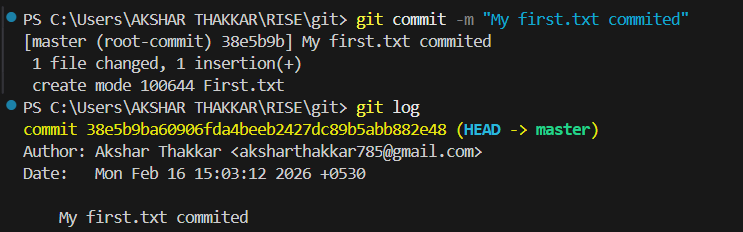 PS C:\Users\AKSHAR THAKKAR\RISE\git> git commit -m "My first.txt commited"
[master (root-commit) 38e5b9b] My first.txt commited
 1 file changed, 1 insertion(+)
 create mode 100644 First.txt
PS C:\Users\AKSHAR THAKKAR\RISE\git> git log
commit 38e5b9ba60906fda4beeb2427dc89b5abb882e48 (HEAD -> master)
Author: Akshar Thakkar <aksharthakkar785@gmail.com>
Date:   Mon Feb 16 15:03:12 2026 +0530
    My first.txt commited